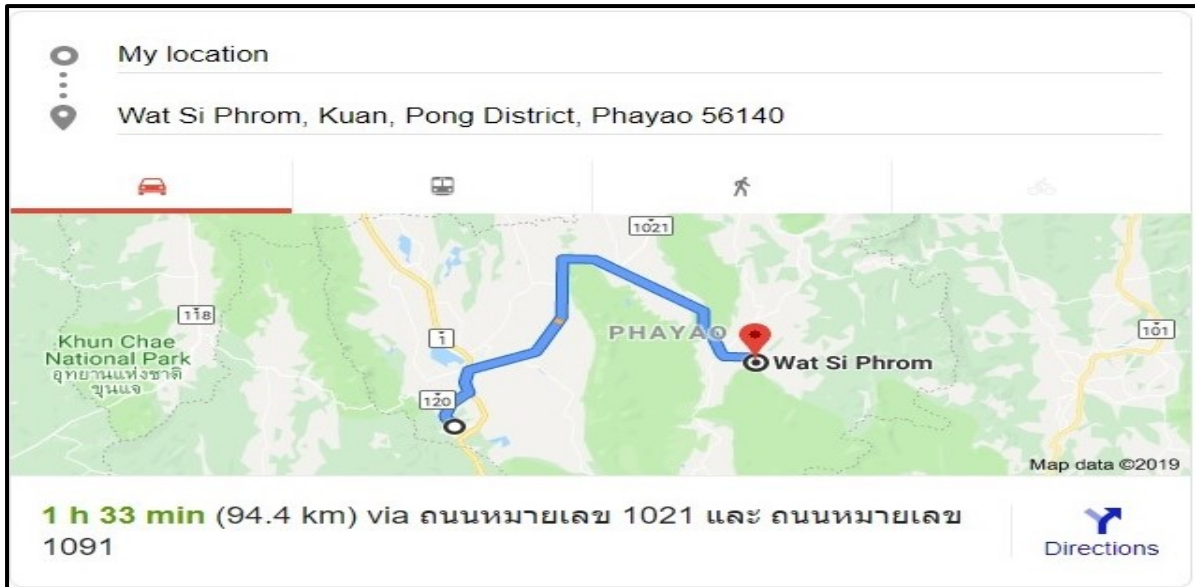 My location
Wat Si Phrom, Kuan, Pong District, Phayao 56140
1021
118
Khun Chae
National Park
อุทยานแห่งชาติ
ขุนแจ
1
PHAYAO
101
Wat Si Phrom
120
Map data ©2019
1 h 33 min (94.4 km) via ถนนหมายเลข 1021 และ ถนนหมายเลข
1091
Directions